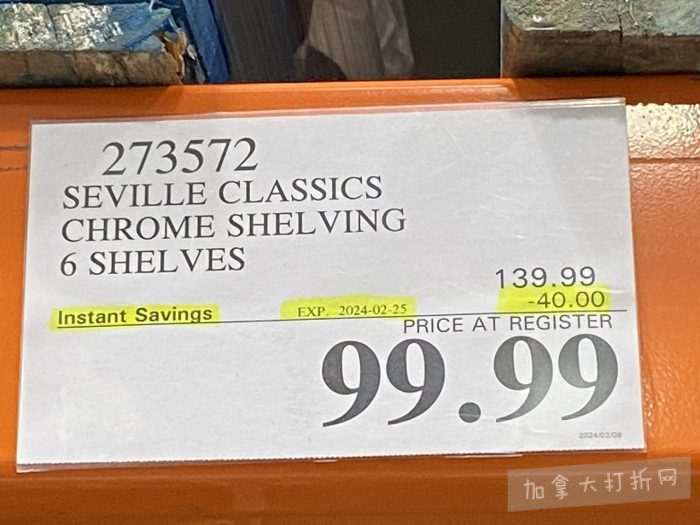 273572
SEVILLE CLASSICS
CHROME SHELVING
6 SHELVES
139.99
Instant Savings EXP. 2024-02-25 -40.00
PRICE AT REGISTER
99.99
2024/02/09
加拿大打折网